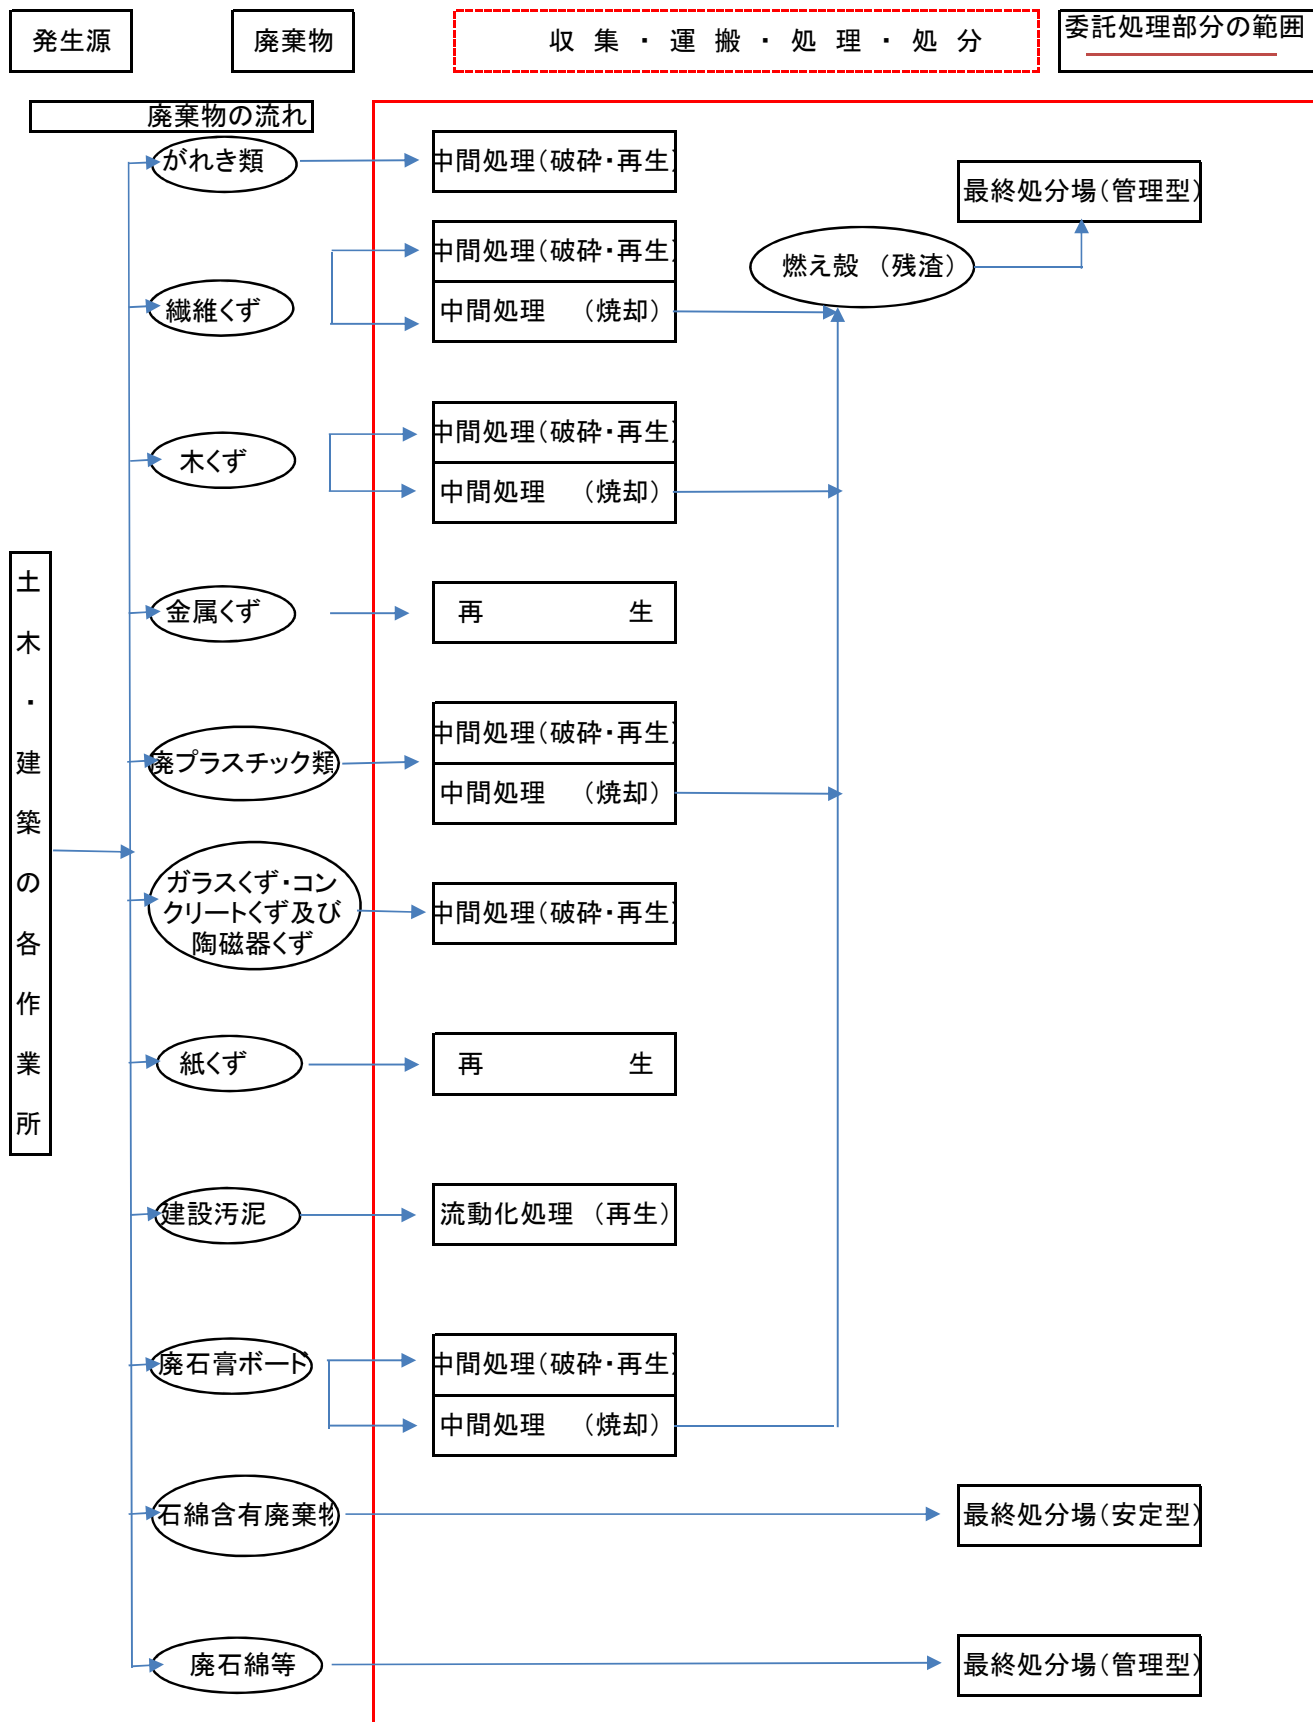 発生源
廃棄物
収集・運搬・処理・処分
委託処理部分の範囲
廃棄物の流れ
がれき類
中間処理（破砕・再生）
最終処分場（管理型）
燃え殻 （残渣）
繊維くず
中間処理（破砕・再生）
中間処理 （焼却）
木くず
中間処理（破砕・再生）
中間処理 （焼却）
土木・建築の各作業所
金属くず
再 生
廃プラスチック類
中間処理（破砕・再生）
中間処理 （焼却）
ガラスくず・コン
クリートくず及び
陶磁器くず
中間処理（破砕・再生）
紙くず
再 生
建設汚泥
流動化処理 （再生）
廃石膏ボード
中間処理（破砕・再生）
中間処理 （焼却）
石綿含有廃棄物
最終処分場（安定型）
廃石綿等
最終処分場（管理型）